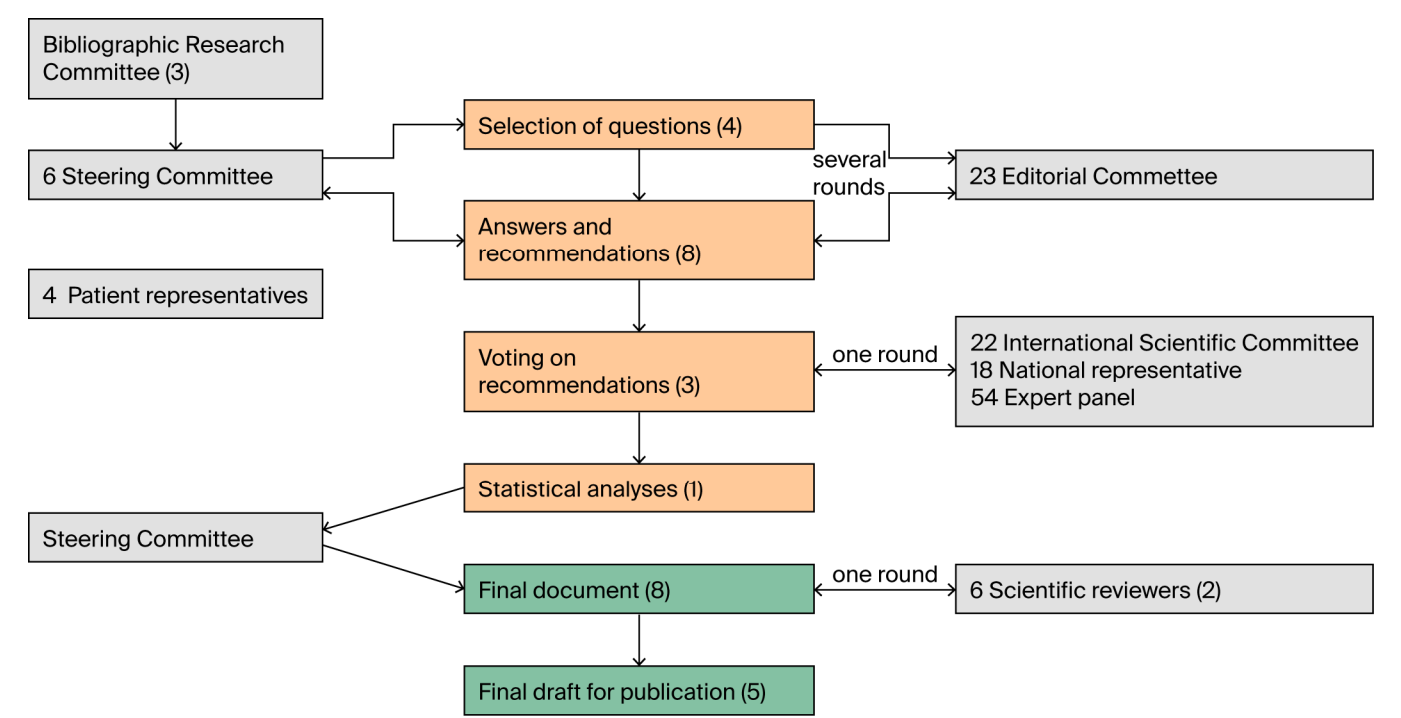 Bibliographic Research
Committee (3)
6 Steering Committee
4 Patient representatives
Steering Committee
Selection of questions (4)
Answers and
recommendations (8)
Voting on
recommendations (3)
Statistical analyses (1)
Final document (8)
Final draft for publication (5)
several
rounds
one round
one round
23 Editorial Commettee
22 International Scientific Committee
18 National representative
54 Expert panel
6 Scientific reviewers (2)